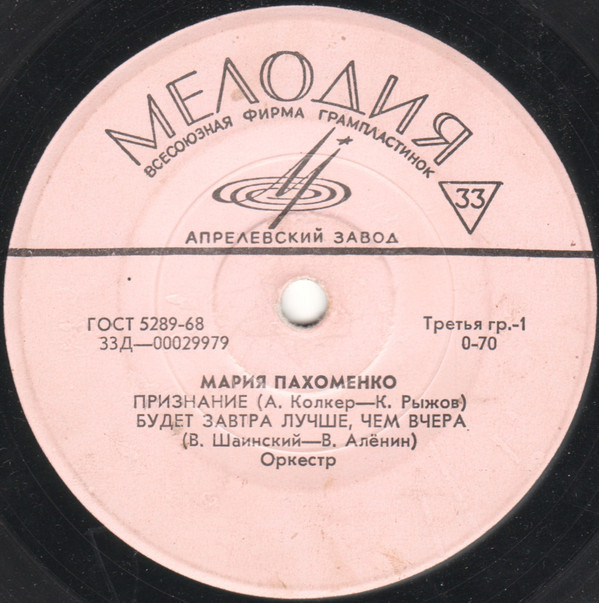 МЕЛОДИЯ
ВСЕСОЮЗНАЯ ФИРМА ГРАМПЛАСТИНОК
33
АПРЕЛЕВСКИЙ ЗАВОД
ГОСТ 5289-68
33Д—00029979
Третья гр.-1
0-70
МАРИЯ ПАХОМЕНКО
ПРИЗНАНИЕ (А. Колкер—К. Рыжов)
БУДЕТ ЗАВТРА ЛУЧШЕ, ЧЕМ ВЧЕРА
(В. Шаинский—В. Алёнин)
Оркестр